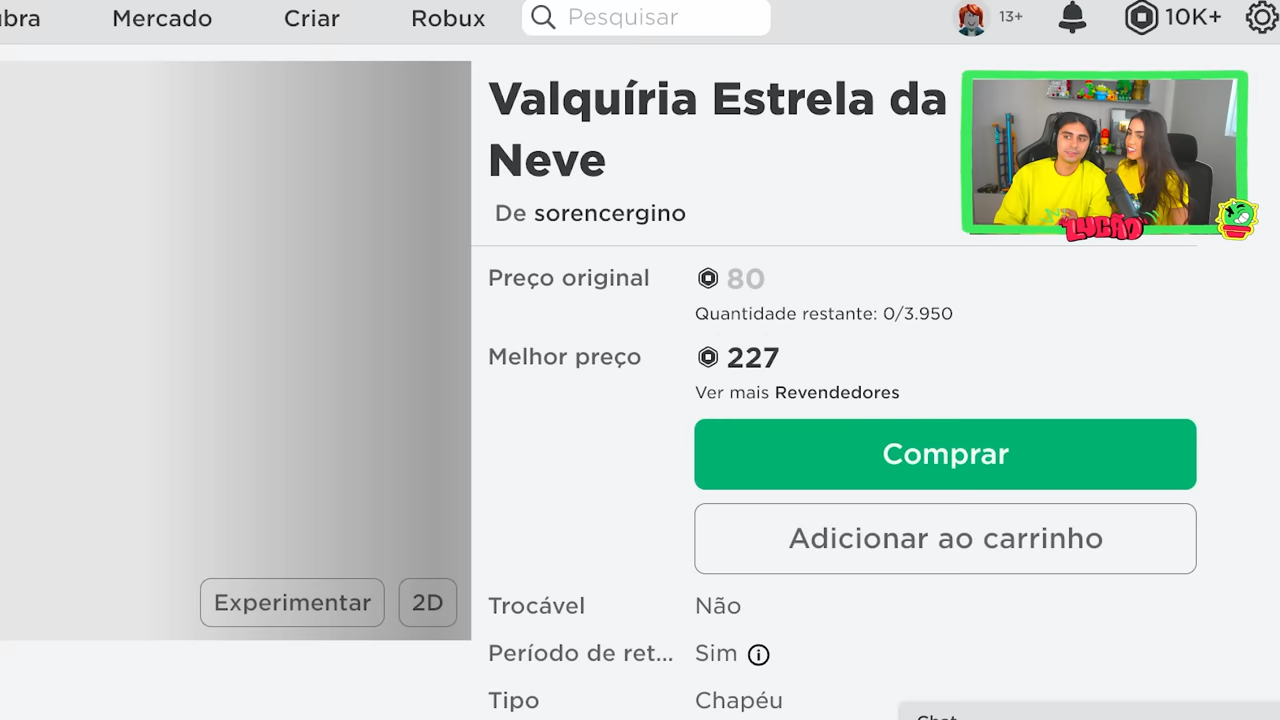 bra
Mercado
Criar
Robux
Pesquisar
13+
10K+
Valquíria Estrela da
Neve
De sorencergino
LUCÃO
Preço original
80
Quantidade restante: 0/3.950
Melhor preço
227
Ver mais Revendedores
Comprar
Adicionar ao carrinho
Experimentar
2D
Trocável
Não
Período de ret...
Sim
Tipo
Chapéu
Chat